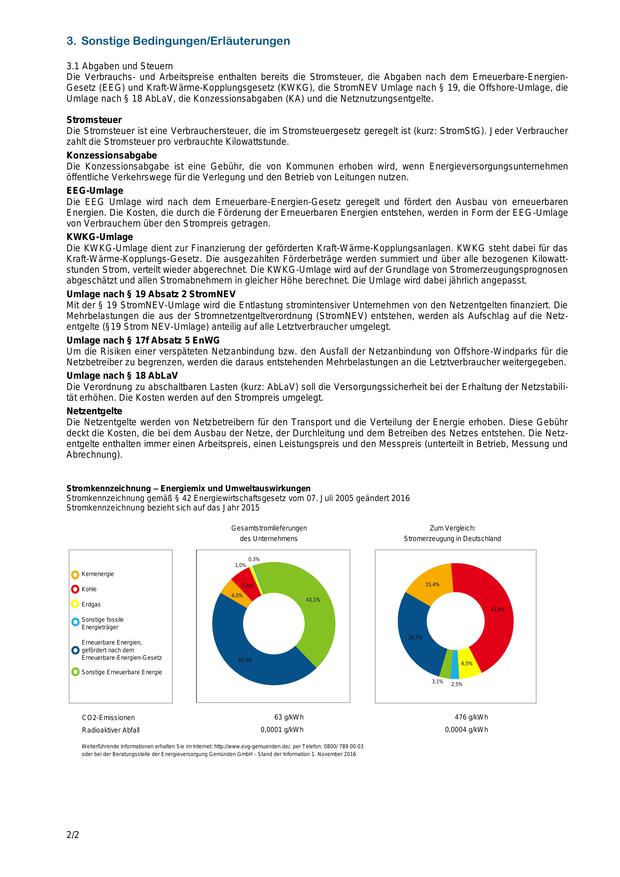 3. Sonstige Bedingungen/Erläuterungen
3.1 Abgaben und Steuern
Die Verbrauchs- und Arbeitspreise enthalten bereits die Stromsteuer, die Abgaben nach dem Erneuerbare-Energien-
Gesetz (EEG) und Kraft-Wärme-Kopplungsgesetz (KWKG), die StromNEV Umlage nach § 19, die Offshore-Umlage, die
Umlage nach § 18 AbLaV, die Konzessionsabgaben (KA) und die Netznutzungsentgelte.
Stromsteuer
Die Stromsteuer ist eine Verbrauchersteuer, die im Stromsteuergesetz geregelt ist (kurz: StromStG). Jeder Verbraucher
zahlt die Stromsteuer pro verbrauchte Kilowattstunde.
Konzessionsabgabe
Die Konzessionsabgabe ist eine Gebühr, die von Kommunen erhoben wird, wenn Energieversorgungsunternehmen
öffentliche Verkehrswege für die Verlegung und den Betrieb von Leitungen nutzen.
EEG-Umlage
Die EEG Umlage wird nach dem Erneuerbare-Energien-Gesetz geregelt und fördert den Ausbau von erneuerbaren
Energien. Die Kosten, die durch die Förderung der Erneuerbaren Energien entstehen, werden in Form der EEG-Umlage
von Verbrauchern über den Strompreis getragen.
KWKG-Umlage
Die KWKG-Umlage dient zur Finanzierung der geförderten Kraft-Wärme-Kopplungsanlagen. KWKG steht dabei für das
Kraft-Wärme-Kopplungs-Gesetz. Die ausgezahlten Förderbeträge werden summiert und über alle bezogenen Kilowatt-
stunden Strom, verteilt wieder abgerechnet. Die KWKG-Umlage wird auf der Grundlage von Stromerzeugungsprognosen
abgeschätzt und allen Stromabnehmern in gleicher Höhe berechnet. Die Umlage wird dabei jährlich angepasst.
Umlage nach § 19 Absatz 2 StromNEV
Mit der § 19 StromNEV-Umlage wird die Entlastung stromintensiver Unternehmen von den Netzentgelten finanziert. Die
Mehrbelastungen die aus der Stromnetzentgeltverordnung (StromNEV) entstehen, werden als Aufschlag auf die Netz-
entgelte (§19 Strom NEV-Umlage) anteilig auf alle Letztverbraucher umgelegt.
Umlage nach § 17f Absatz 5 EnWG
Um die Risiken einer verspäteten Netzanbindung bzw. den Ausfall der Netzanbindung von Offshore-Windparks für die
Netzbetreiber zu begrenzen, werden die daraus entstehenden Mehrbelastungen an die Letztverbraucher weitergegeben.
Umlage nach § 18 AbLaV
Die Verordnung zu abschaltbaren Lasten (kurz: AbLaV) soll die Versorgungssicherheit bei der Erhaltung der Netzstabili-
tät erhöhen. Die Kosten werden auf den Strompreis umgelegt.
Netzentgelte
Die Netzentgelte werden von Netzbetreibern für den Transport und die Verteilung der Energie erhoben. Diese Gebühr
deckt die Kosten, die bei dem Ausbau der Netze, der Durchleitung und dem Betreiben des Netzes entstehen. Die Netz-
entgelte enthalten immer einen Arbeitspreis, einen Leistungspreis und den Messpreis (unterteilt in Betrieb, Messung und
Abrechnung).
Stromkennzeichnung – Energiemix und Umweltauswirkungen
Stromkennzeichnung gemäß § 42 Energiewirtschaftsgesetz vom 07. Juli 2005 geändert 2016
Stromkennzeichnung bezieht sich auf das Jahr 2015
Gesamtstromlieferungen
des Unternehmens
Zum Vergleich:
Stromerzeugung in Deutschland
Kernenergie
Kohle
Erdgas
Sonstige fossile
Energieträger
Erneuerbare Energien,
gefördert nach dem
Erneuerbare-Energien-Gesetz
Sonstige Erneuerbare Energie
0,3%
1,0%
5,6%
4,5%
43,1%
45,5%
15,4%
43,8%
28,7%
6,5%
3,1%
2,5%
CO2-Emissionen 63 g/kWh 476 g/kWh
Radioaktiver Abfall 0,0001 g/kWh 0,0004 g/kWh
Weiterführende Informationen erhalten Sie im Internet: http://www.evg-gemuenden.de/, per Telefon: 0800/ 789 00 03
oder bei der Beratungsstelle der Energieversorgung Gemünden GmbH - Stand der Information 1. November 2016
2/2